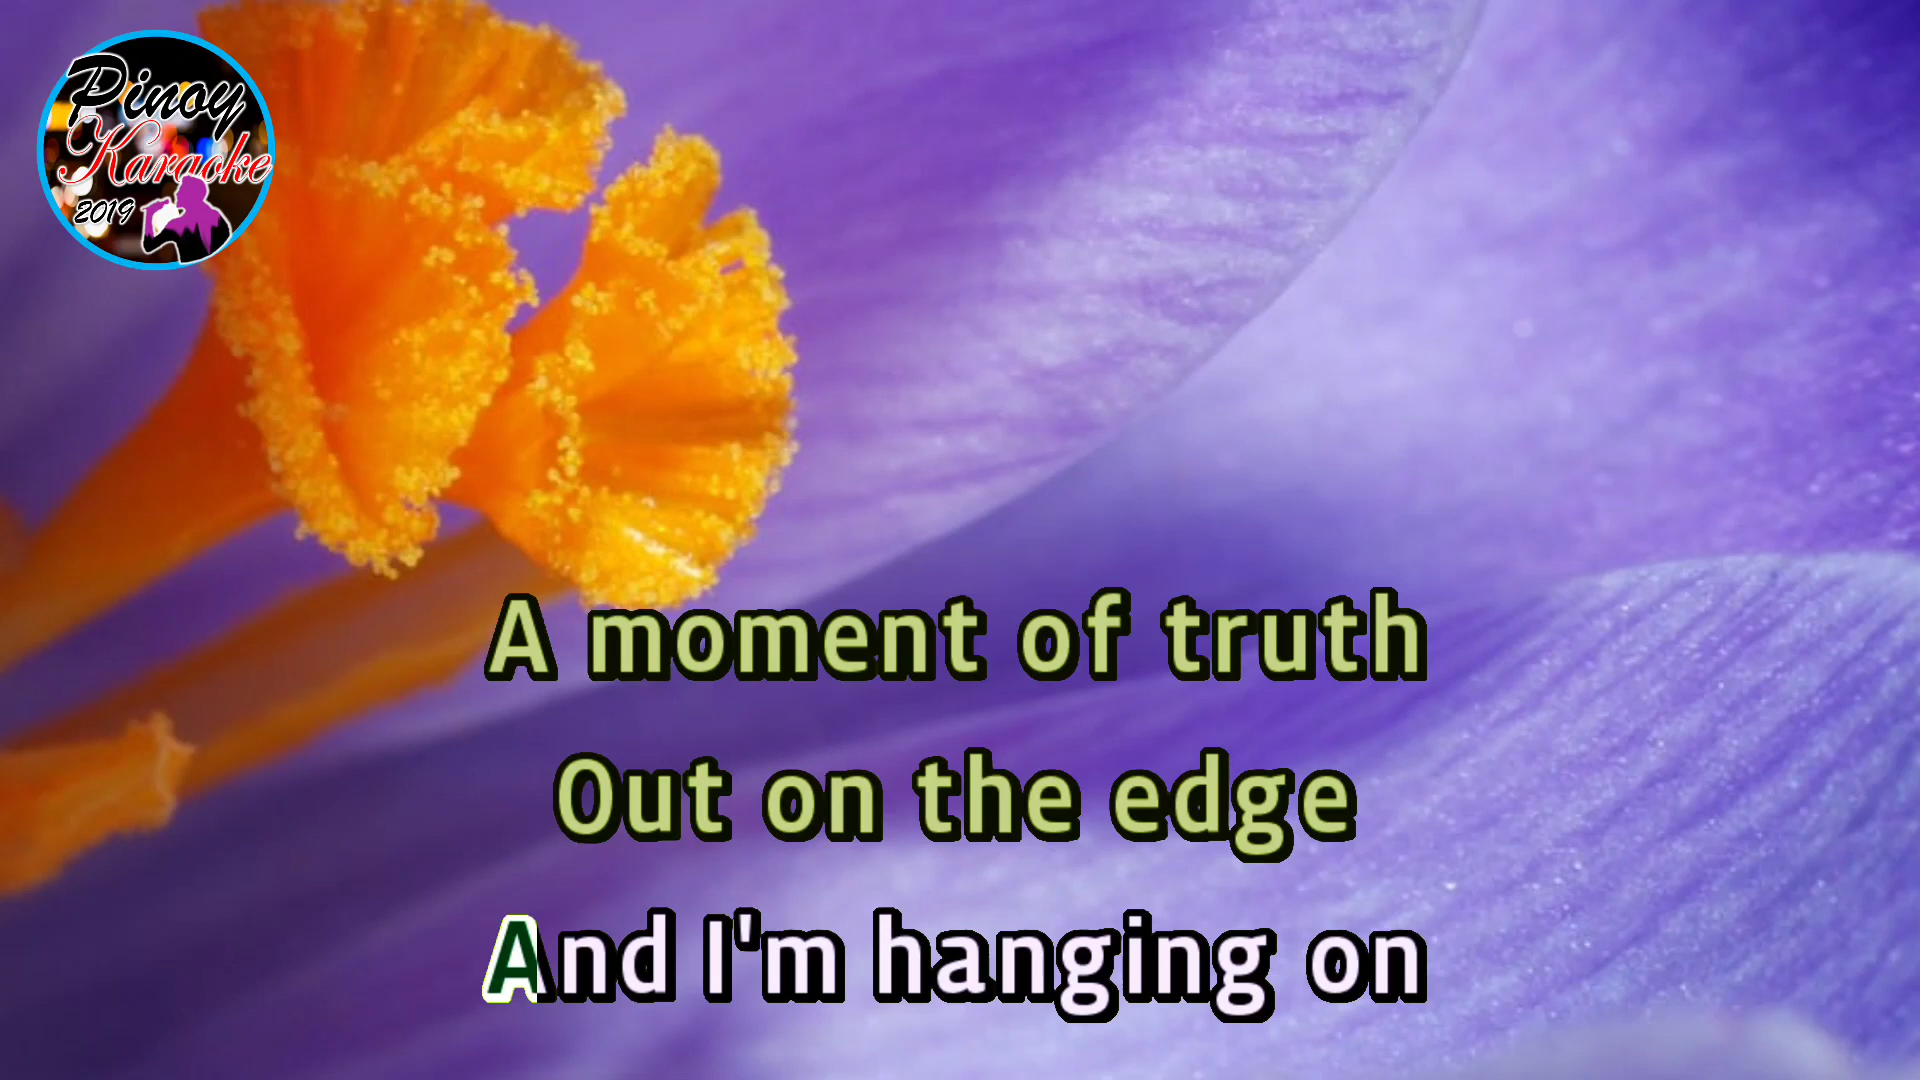 Pinoy
Karaoke
2019
A moment of truth
Out on the edge
And I'm hanging on